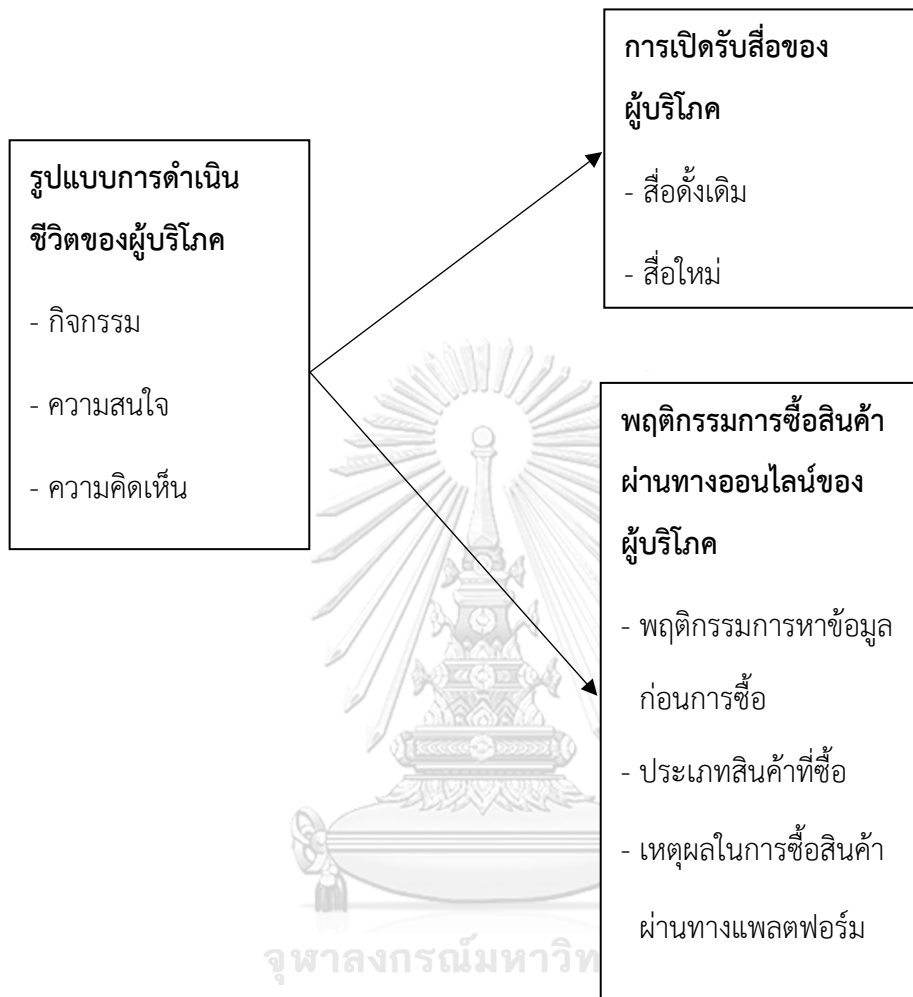 รูปแบบการดำเนิน
ชีวิตของผู้บริโภค
- กิจกรรม
- ความสนใจ
- ความคิดเห็น
การเปิดรับสื่อของ
ผู้บริโภค
- สื่อดั้งเดิม
- สื่อใหม่
พฤติกรรมการซื้อสินค้า
ผ่านทางออนไลน์ของ
ผู้บริโภค
- พฤติกรรมการหาข้อมูล
ก่อนการซื้อ
- ประเภทสินค้าที่ซื้อ
- เหตุผลในการซื้อสินค้า
ผ่านทางแพลตฟอร์ม
จุฬาลงกรณ์มหาวิท